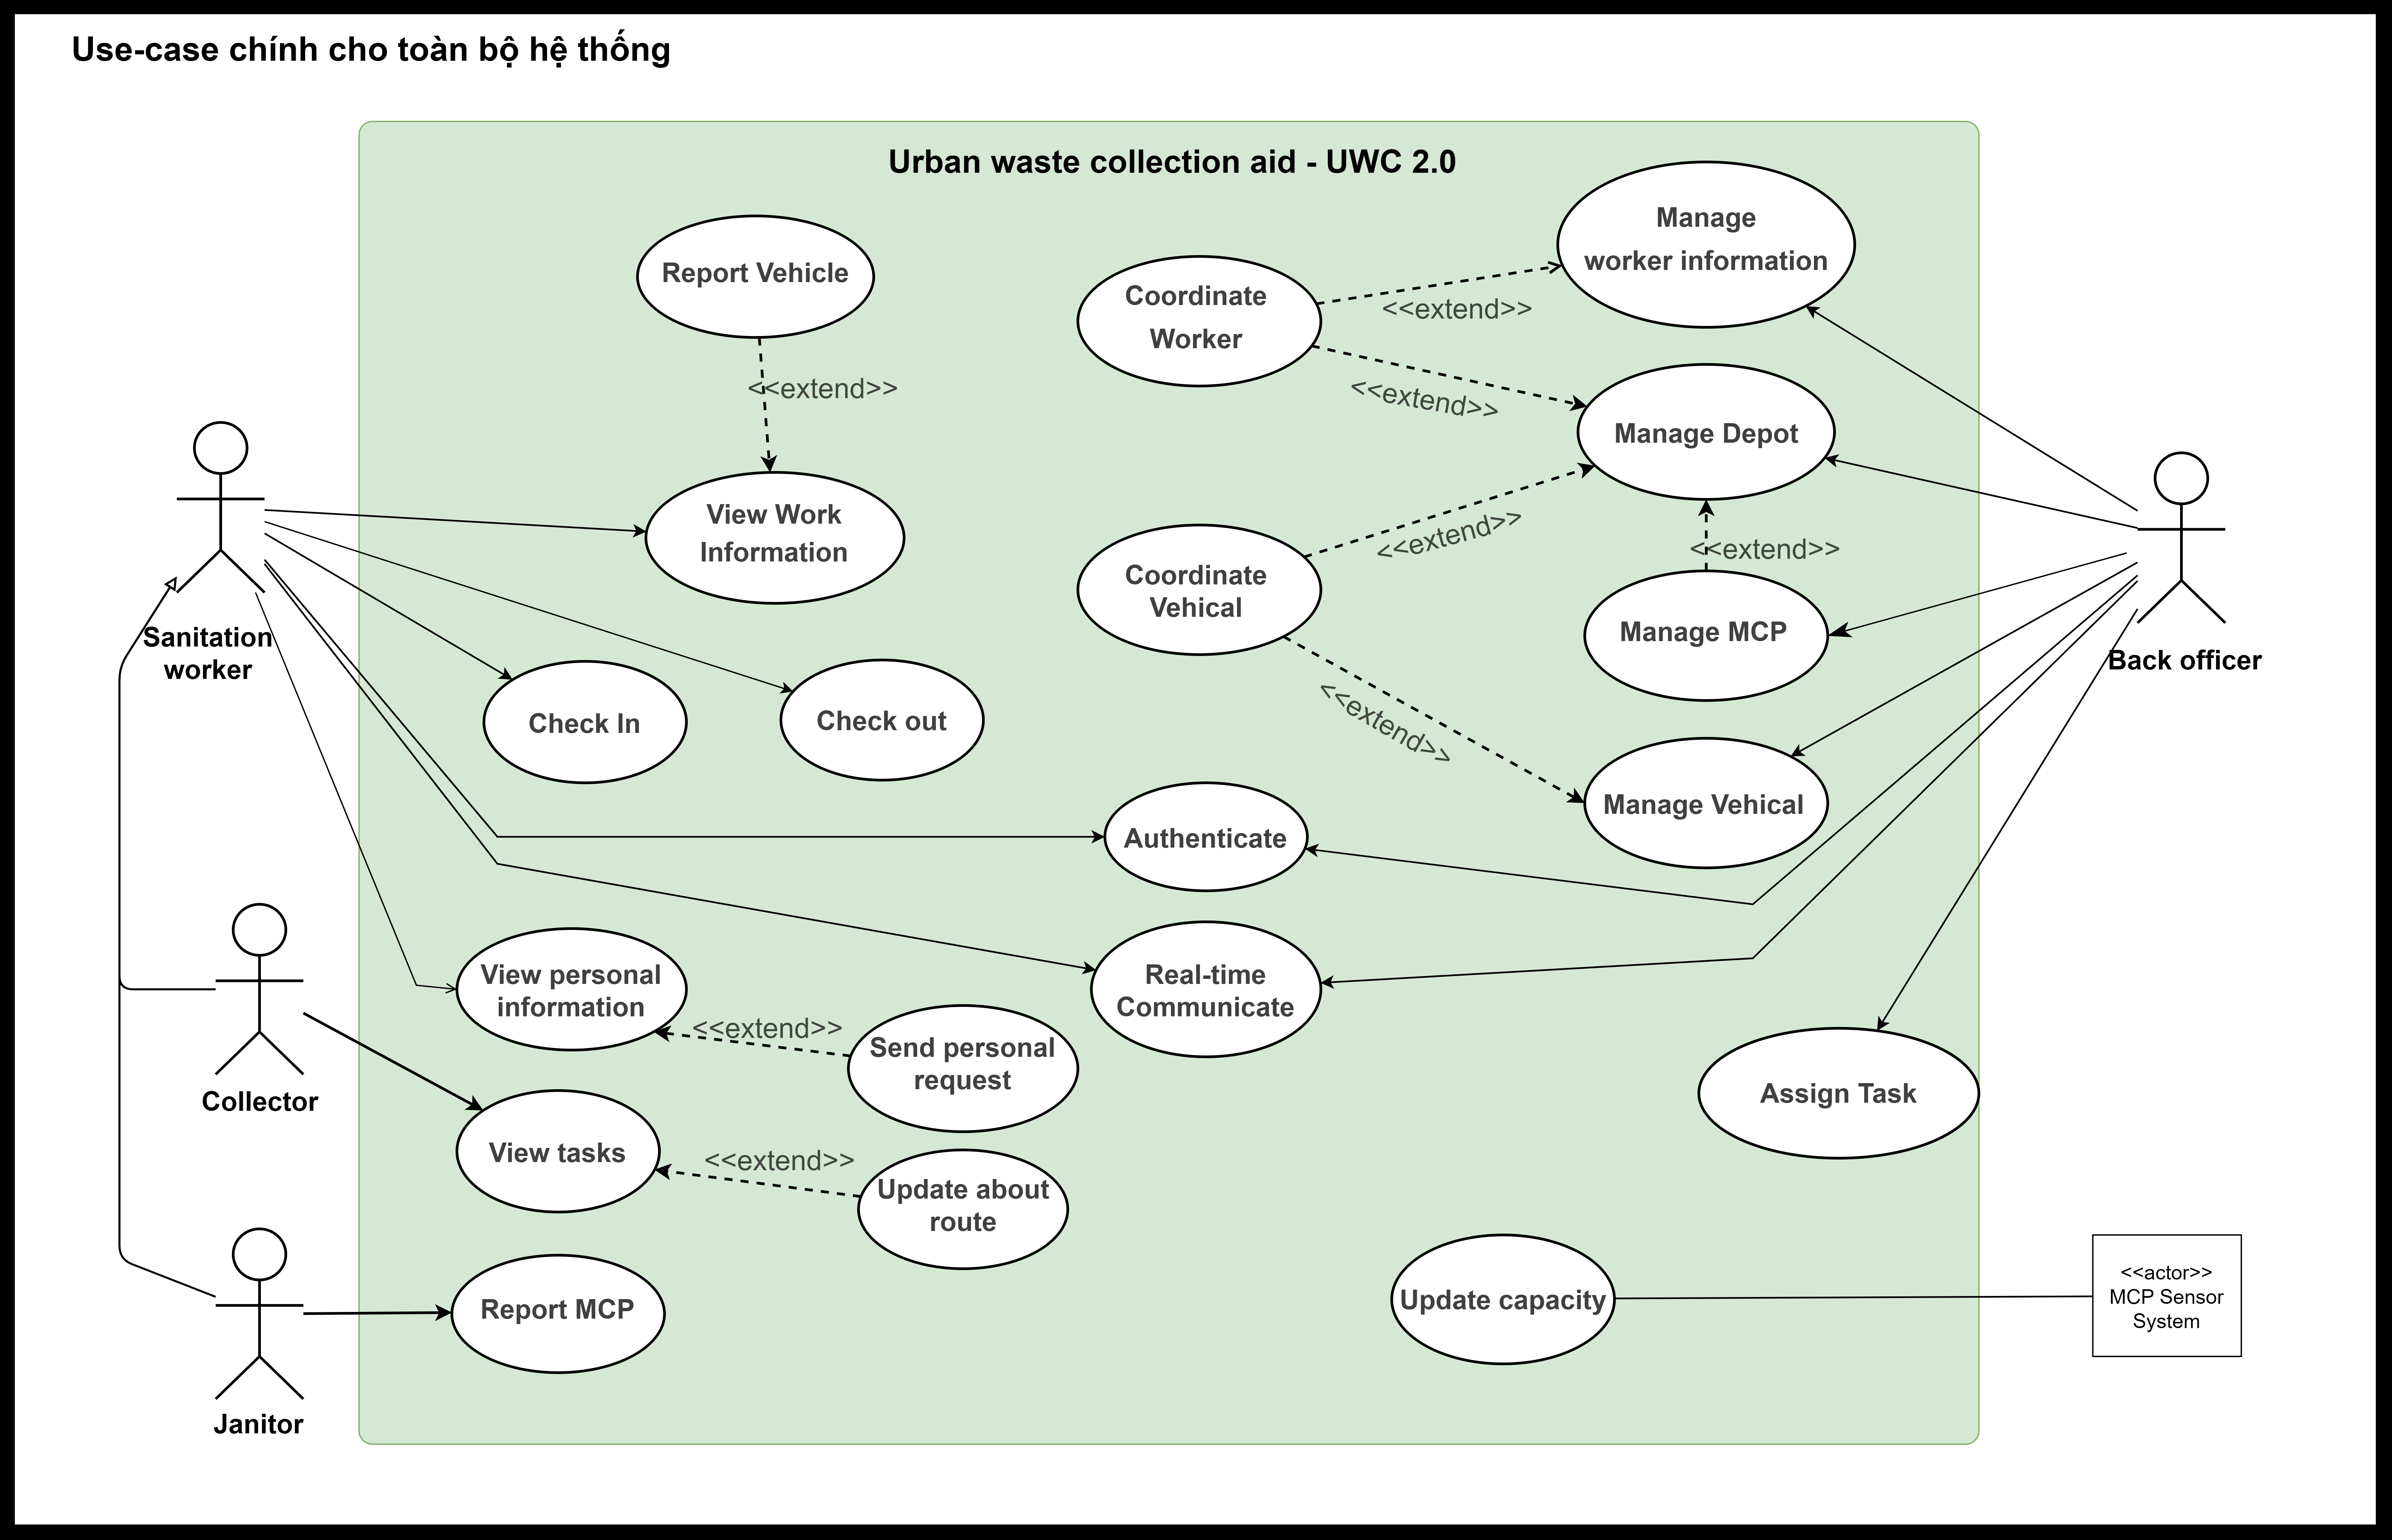 Use-case chính cho toàn bộ hệ thống
Urban waste collection aid - UWC 2.0
Manage
worker information
Report Vehicle
Coordinate
Worker
<<extend>>
<<extend>>
<<extend>>
Manage Depot
View Work
Information
<<extend>>
<<extend>>
Coordinate
Vehical
Manage MCP
Sanitation
worker
Back officer
<<extend>>
Check In
Check out
Manage Vehical
Authenticate
View personal
information
Real-time
Communicate
<<extend>>
Send personal
request
Collector
Assign Task
View tasks
<<extend>>
Update about
route
Report MCP
Update capacity
<<actor>>
MCP Sensor
System
Janitor